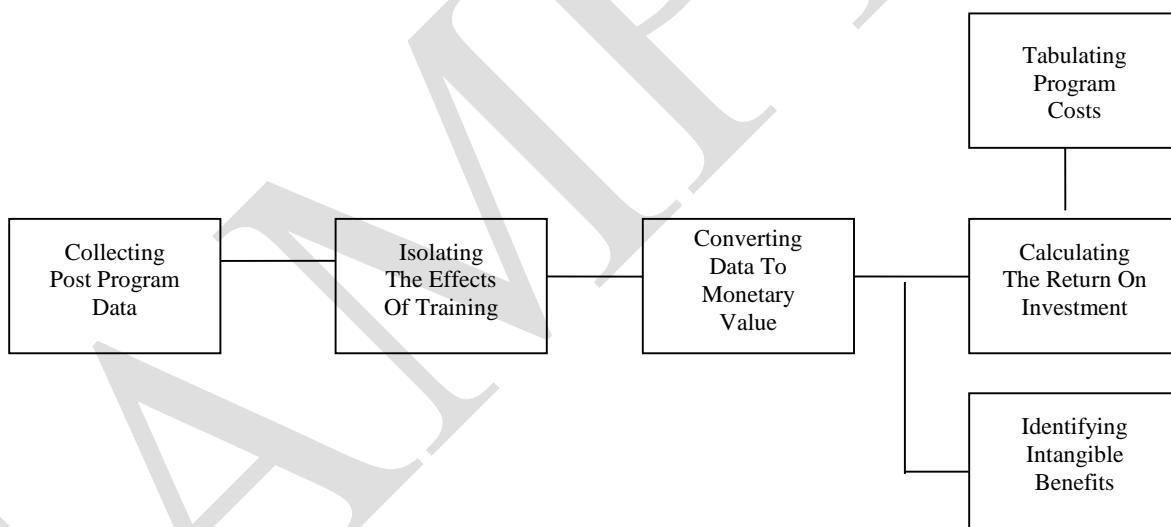 Tabulating
Program
Costs
Collecting
Post Program
Data
Isolating
The Effects
Of Training
Converting
Data To
Monetary
Value
Calculating
The Return On
Investment
Identifying
Intangible
Benefits